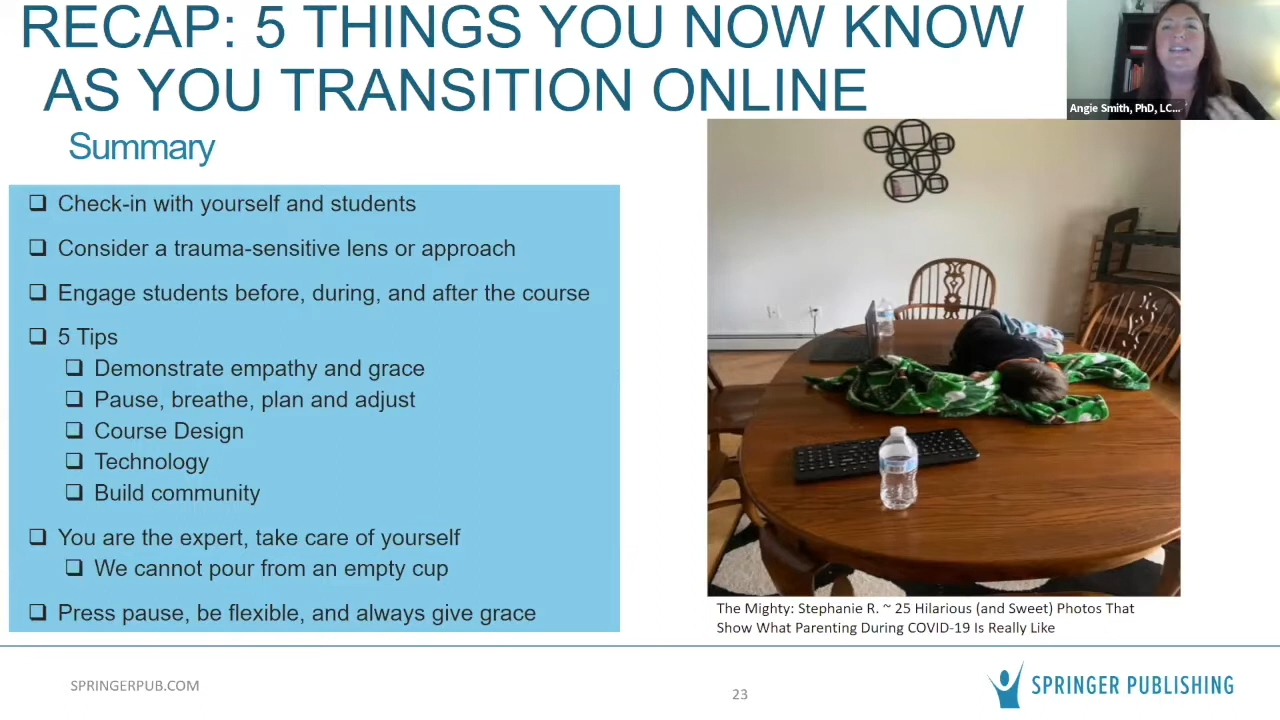 RECAP: 5 THINGS YOU NOW KNOW
AS YOU TRANSITION ONLINE
Angie Smith, PhD, LC...
Summary
❑ Check-in with yourself and students
❑ Consider a trauma-sensitive lens or approach
❑ Engage students before, during, and after the course
❑ 5 Tips
❑ Demonstrate empathy and grace
❑ Pause, breathe, plan and adjust
❑ Course Design
❑ Technology
❑ Build community
❑ You are the expert, take care of yourself
❑ We cannot pour from an empty cup
❑ Press pause, be flexible, and always give grace
The Mighty: Stephanie R. ~ 25 Hilarious (and Sweet) Photos That
Show What Parenting During COVID-19 Is Really Like
SPRINGERPUB.COM
23
SPRINGER PUBLISHING